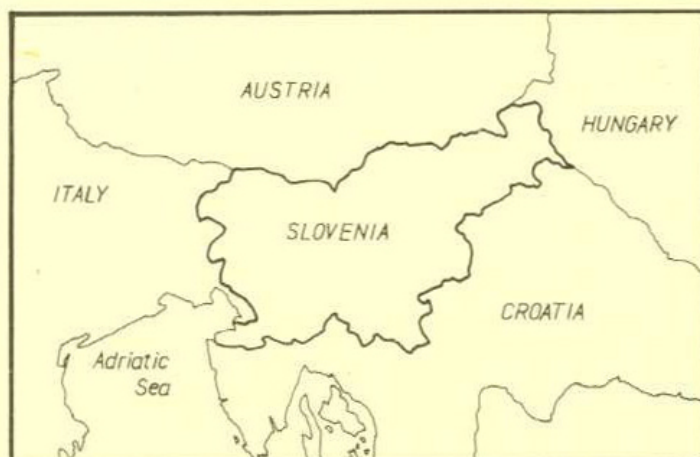 AUSTRIA
HUNGARY
ITALY
SLOVENIA
CROATIA
Adriatic
Sea